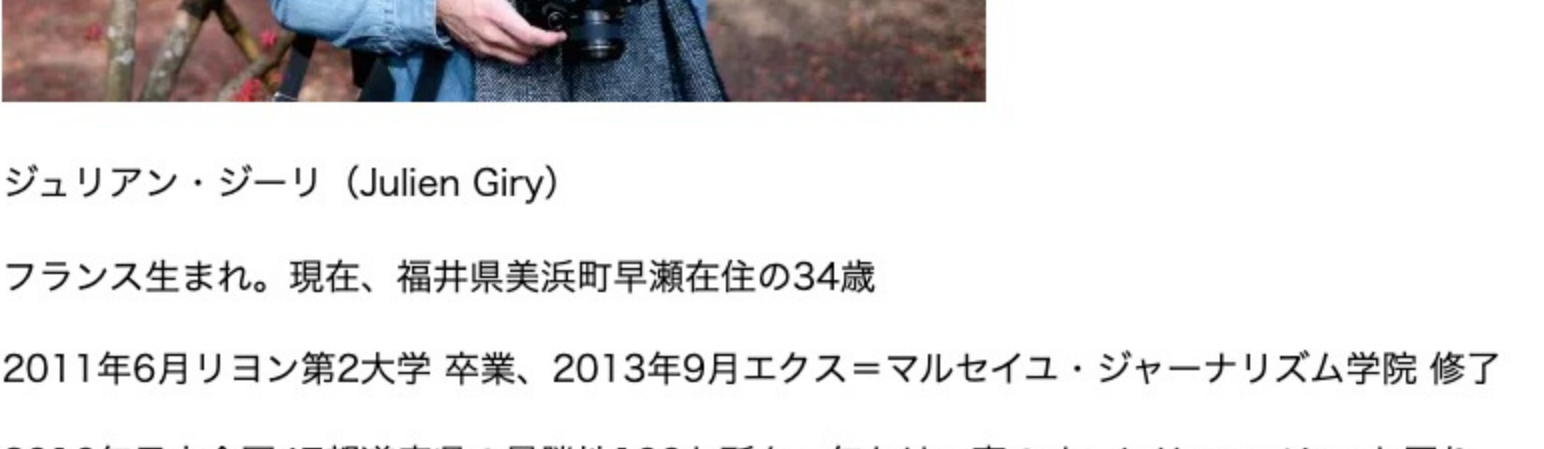 ジュリアン・ジーリ（Julien Giry）
フランス生まれ。現在、福井県美浜町早瀬在住の34歳
2011年6月リヨン第2大学 卒業、2013年9月エクス＝マルセイユ・ジャーナリズム学院 修了